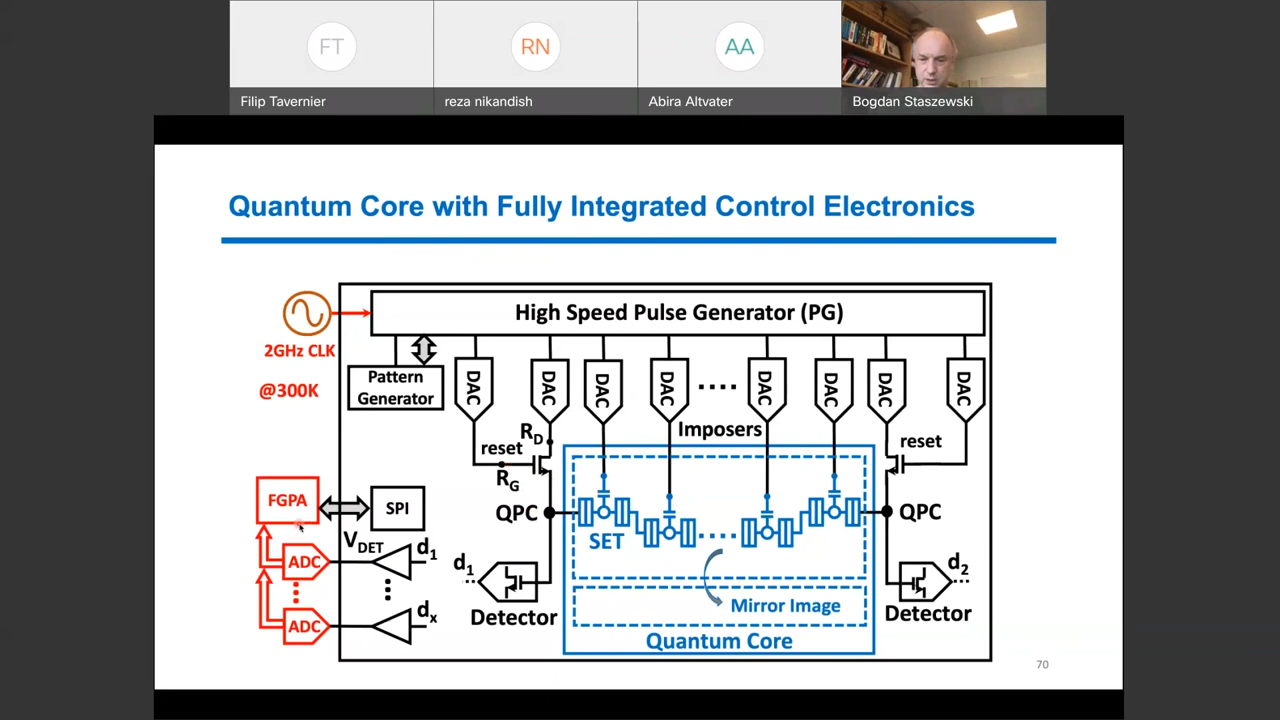 FT
RN
AA
Filip Tavernier
reza nikandish
Abira Altvater
Bogdan Staszewski
Quantum Core with Fully Integrated Control Electronics
High Speed Pulse Generator (PG)
2GHz CLK
@300K
Pattern
Generator
DAC
DAC
DAC
DAC
DAC
DAC
DAC
DAC
Imposers
reset
R_D
R_G
reset
FGPA
SPI
QPC
QPC
SET
V_DET
d_1
ADC
d_1
d_2
Detector
Detector
Mirror Image
ADC
d_x
Quantum Core
70